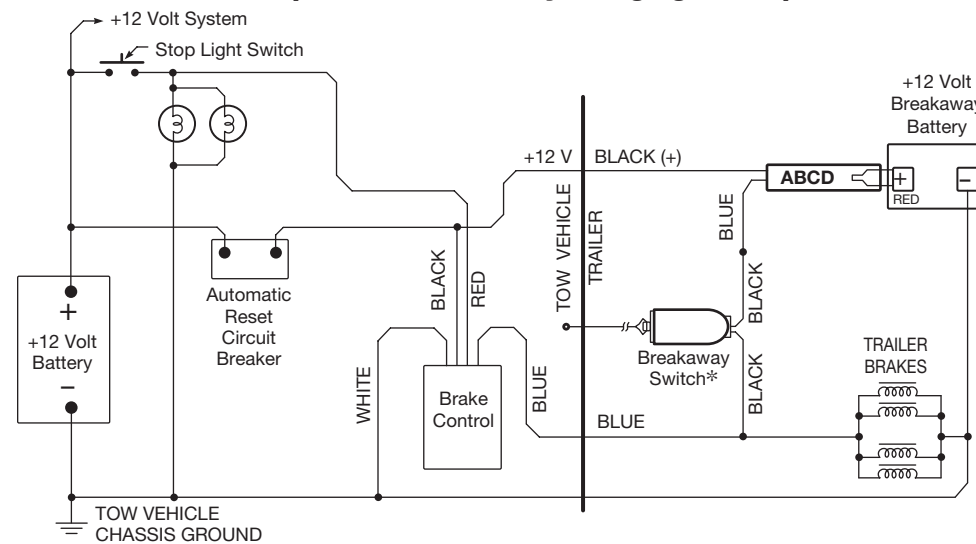 +12 Volt System
Stop Light Switch
+12 Volt
Breakaway
Battery
+12 V
BLACK (+)
ABCD
+
−
RED
BLUE
TOW VEHICLE
TRAILER
BLACK
RED
BLACK
Automatic
Reset
Circuit
Breaker
+
+12 Volt
Battery
−
Breakaway
Switch*
TRAILER
BRAKES
WHITE
Brake
Control
BLUE
BLACK
BLUE
TOW VEHICLE
CHASSIS GROUND